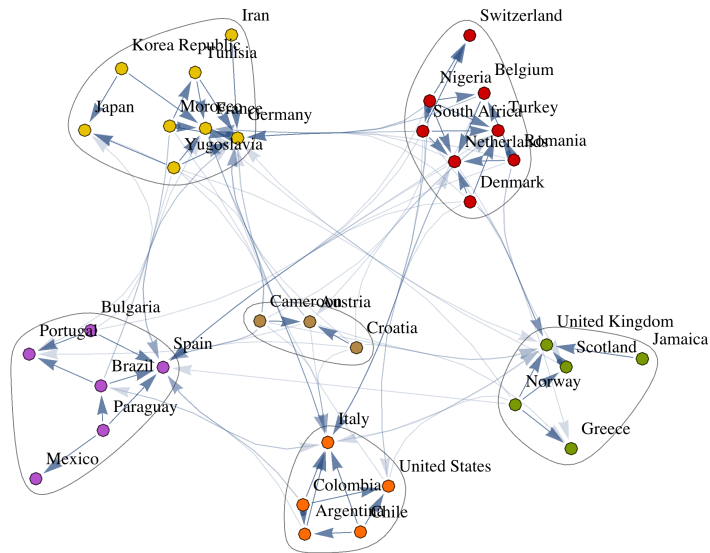 Iran
Switzerland
Korea Republic
Tunisia
Nigeria
Belgium
Japan
Morocco
France
Germany
South Africa
Turkey
Yugoslavia
Netherlands
Romania
Denmark
Cameroon
Austria
Croatia
Bulgaria
Portugal
Spain
Brazil
Paraguay
Mexico
United Kingdom
Jamaica
Scotland
Norway
Greece
Italy
United States
Colombia
Argentina
Chile